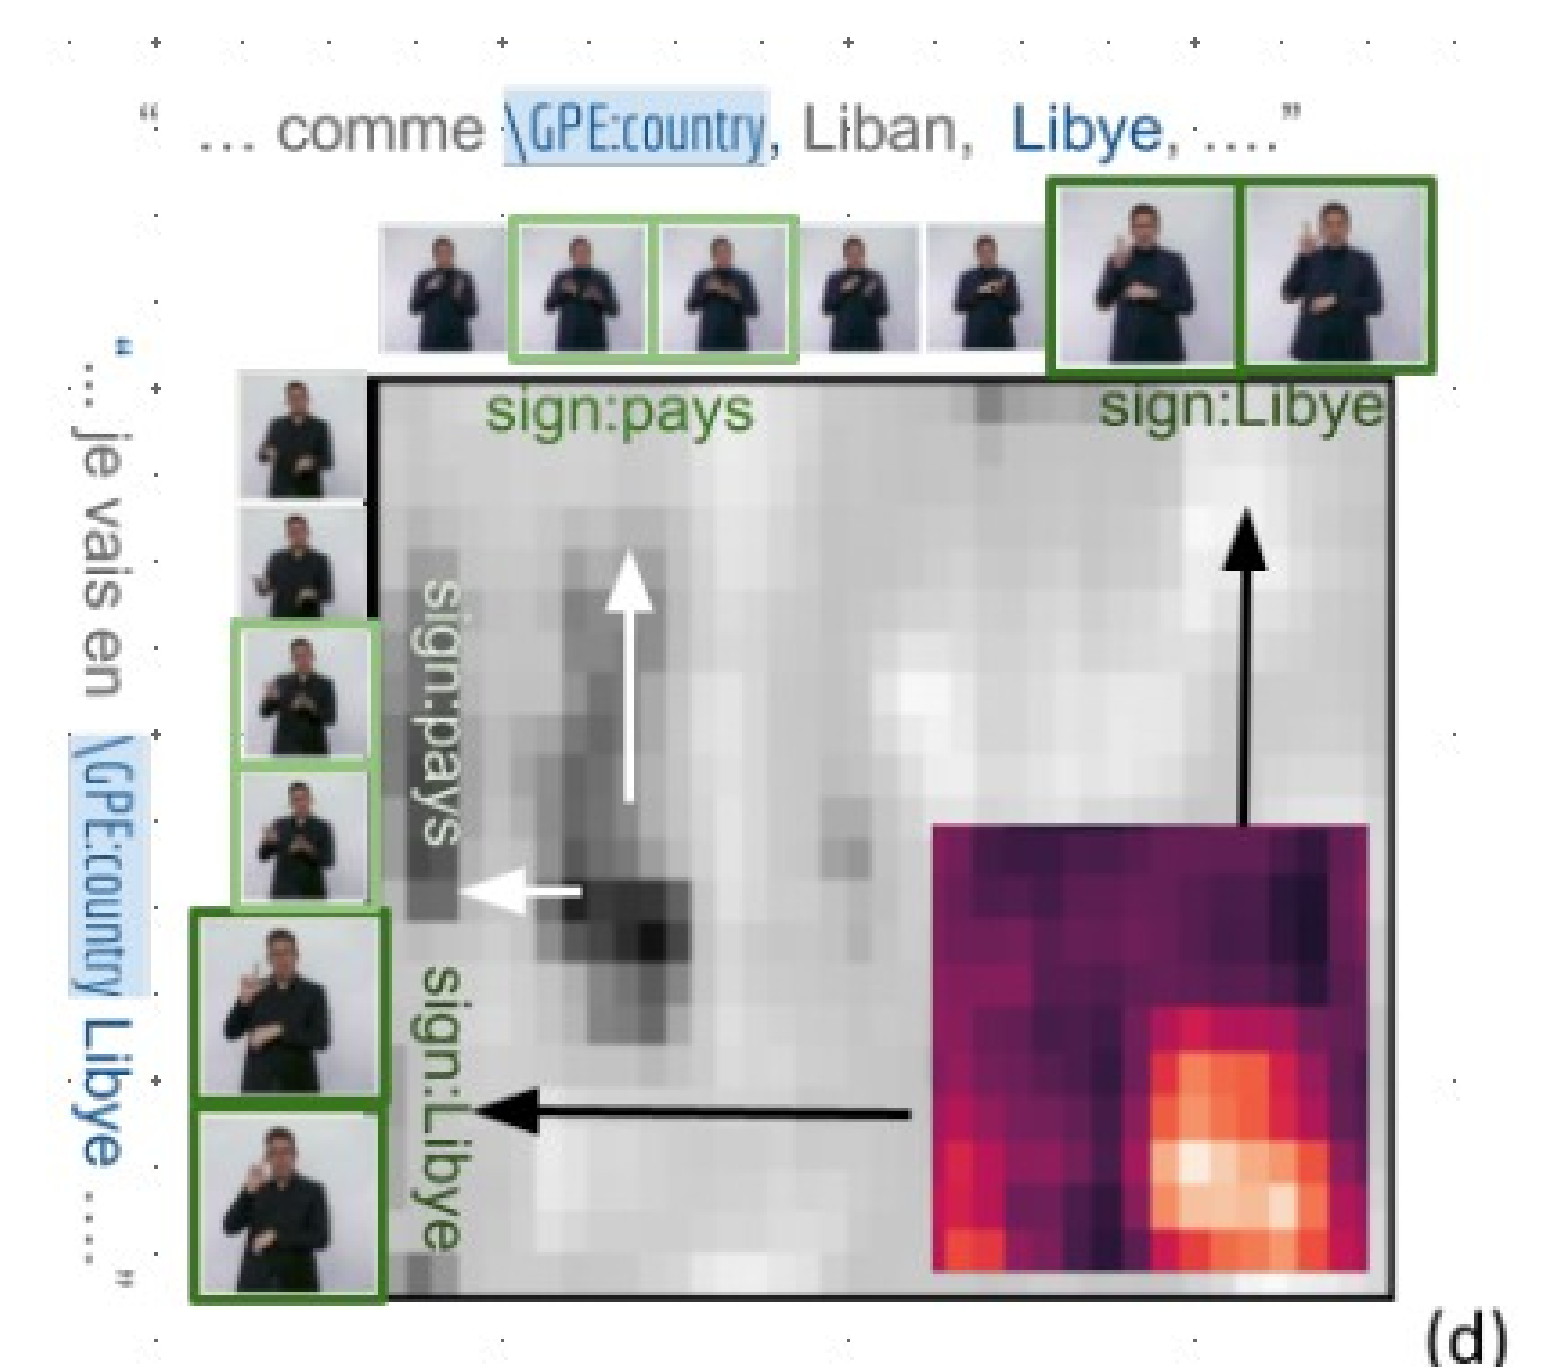 “ ... comme \GPE:country, Liban, Libye, ....”
sign:pays
sign:Libye
“... je vais en \GPE:country Libye ..... ”
sign:pays
sign:Libye
(d)